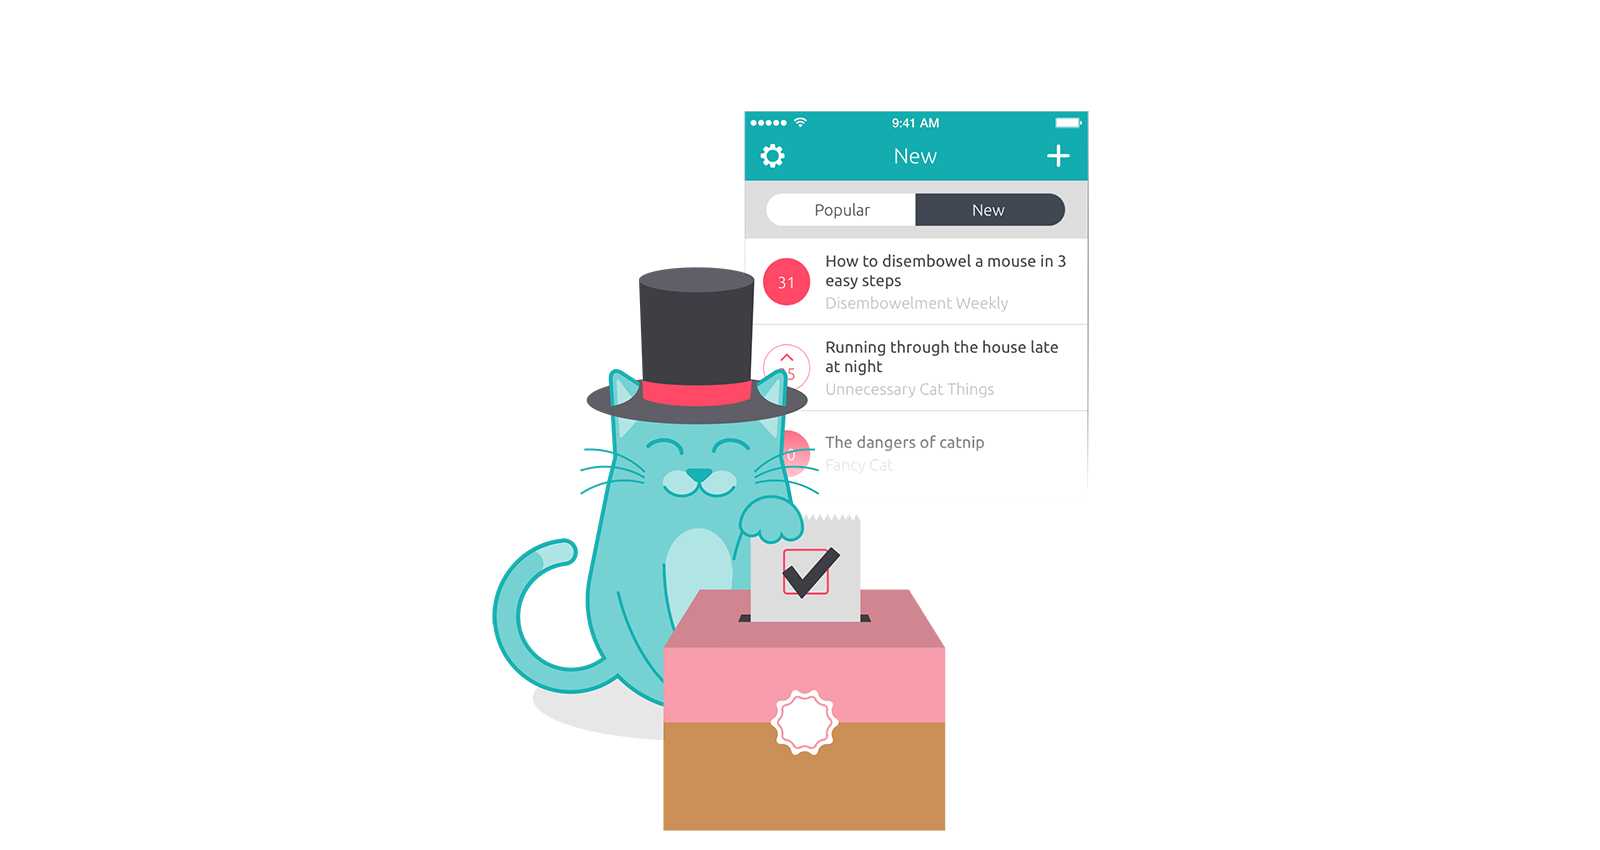 9:41 AM
New
Popular
New
31
How to disembowel a mouse in 3
easy steps
Disembowelment Weekly
Running through the house late
at night
Unnecessary Cat Things
The dangers of catnip
Fancy Cat